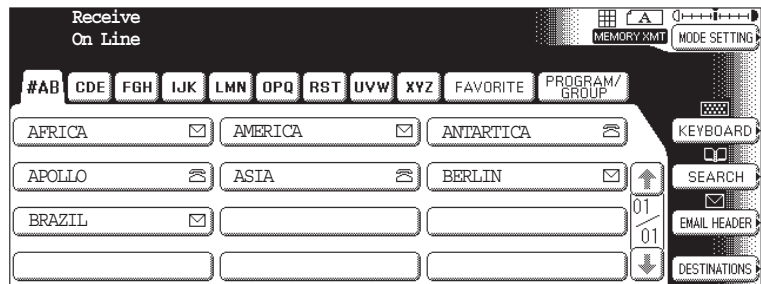 Receive
On Line
A
MEMORY XMT
MODE SETTING
#AB CDE FGH IJK LMN OPQ RST UVW XYZ FAVORITE PROGRAM/
GROUP
AFRICA AMERICA ANTARTICA
KEYBOARD
APOLLO ASIA BERLIN
SEARCH
BRAZIL
01
01
EMAIL HEADER
DESTINATIONS